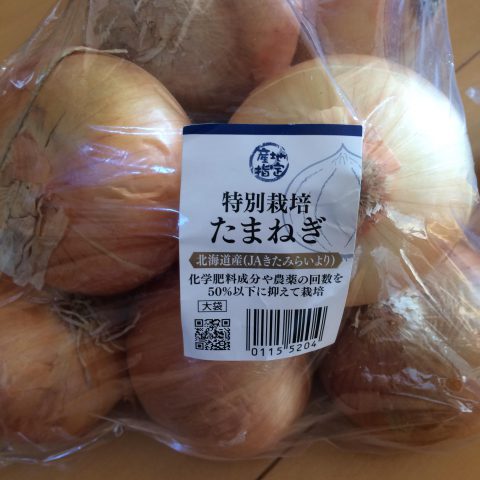 産地
指定
特別栽培
たまねぎ
北海道産(JAきたみらいより)
化学肥料成分や農薬の回数を
50%以下に抑えて栽培
大袋
0115 5204